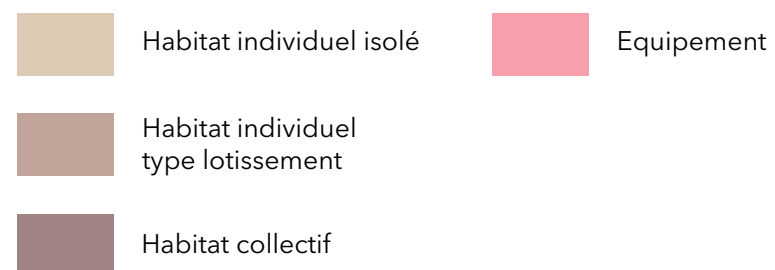 Habitat individuel isolé
Equipement
Habitat individuel
type lotissement
Habitat collectif